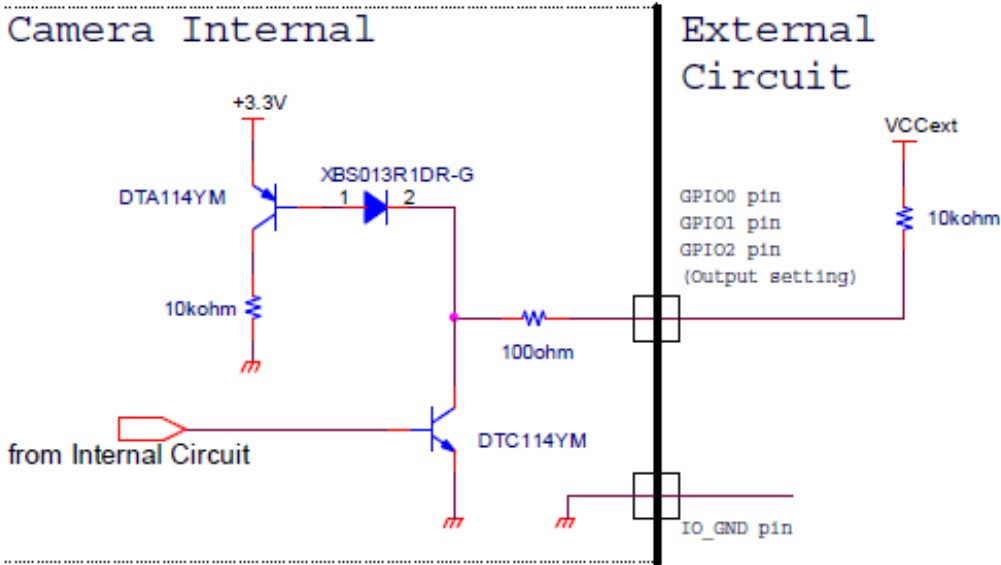 Camera Internal
External
Circuit
+3.3V
VCCext
XBS013R1DR-G
DTA114YM
1 2
GPIO0 pin
GPIO1 pin
GPIO2 pin
(Output setting)
10kohm
10kohm
100ohm
from Internal Circuit
DTC114YM
IO_GND pin